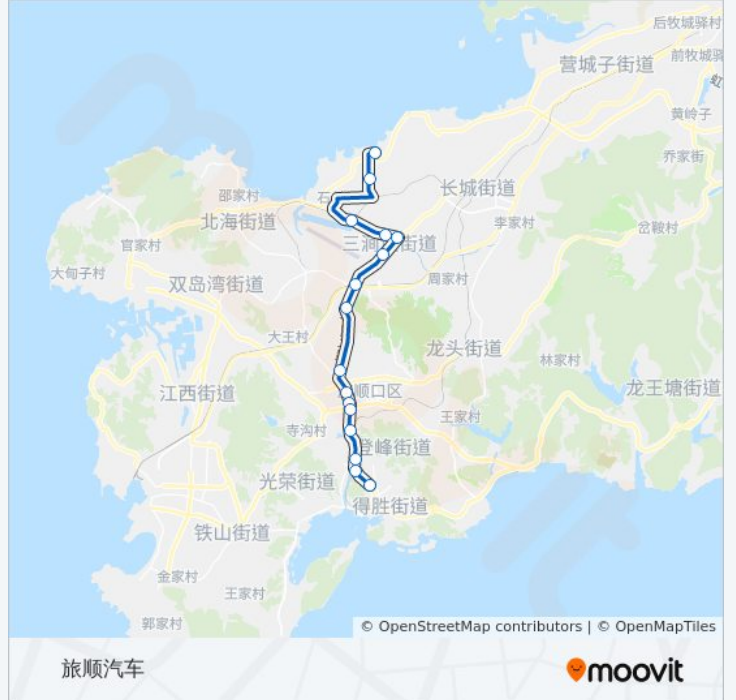 后牧城驿村
营城子街道
前牧城驿
虹
黄岭子
乔家街
长城街道
邵家村
石
北海街道
李家村
岔鞍村
三涧
街道
官家村
大甸子村
双岛湾街道
周家村
大王村
龙头街道
林家村
江西街道
顺口区
龙王塘街道
王家村
寺沟村
登峰街道
光荣街道
得胜街道
铁山街道
金家村
王家村
郭家村
© OpenStreetMap contributors | © OpenMapTiles
旅顺汽车
moovit